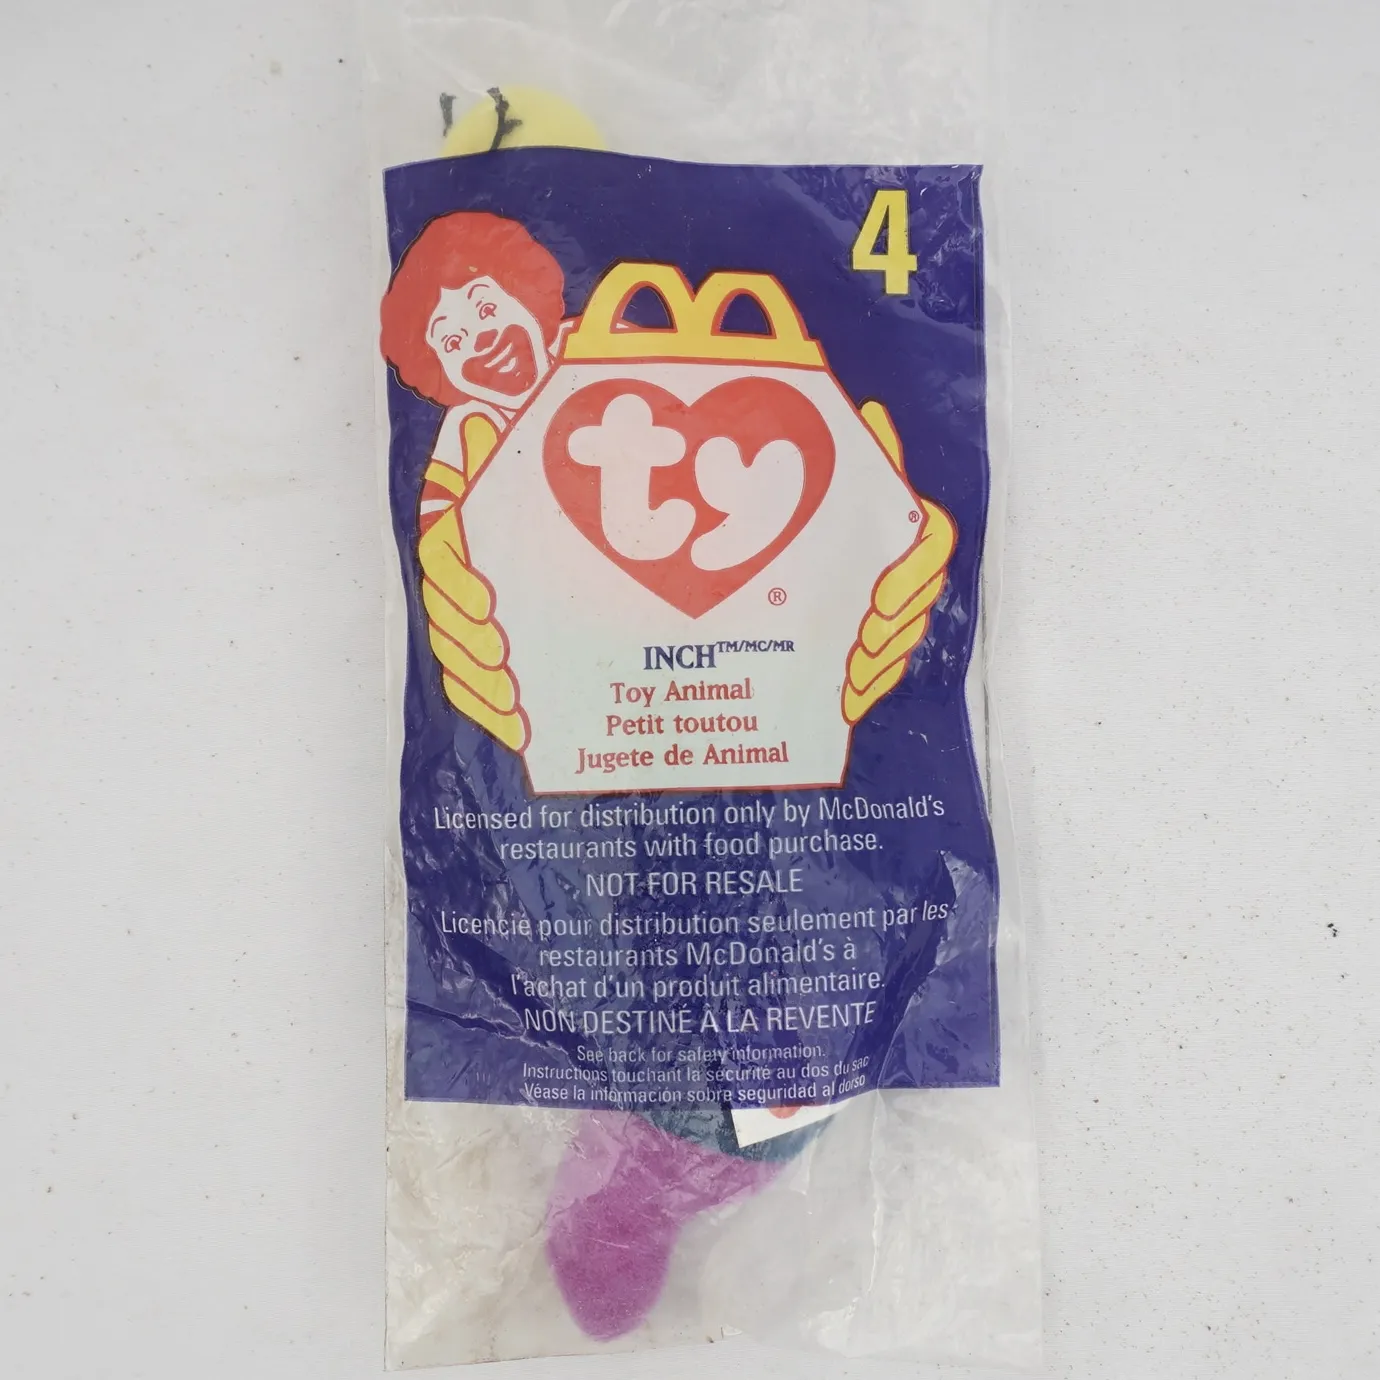 4
ty
®
®
INCH™/MC/MR
Toy Animal
Petit toutou
Jugete de Animal
Licensed for distribution only by McDonald's
restaurants with food purchase.
NOT FOR RESALE
Licencié pour distribution seulement par les
restaurants McDonald's à
l'achat d'un produit alimentaire.
NON DESTINÉ À LA REVENTE
See back for safety information.
Instructions touchant la sécurité au dos du sac
Véase la información sobre seguridad al dorso